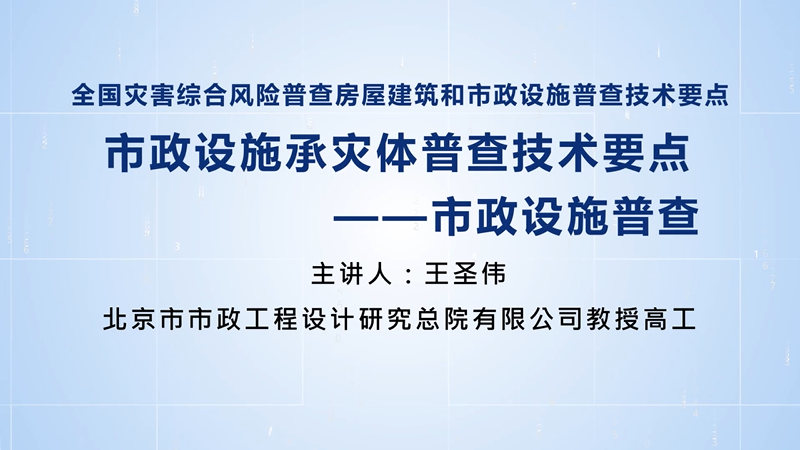 全国灾害综合风险普查房屋建筑和市政设施普查技术要点
市政设施承灾体普查技术要点
——市政设施普查
主讲人：王圣伟
北京市市政工程设计研究总院有限公司教授高工